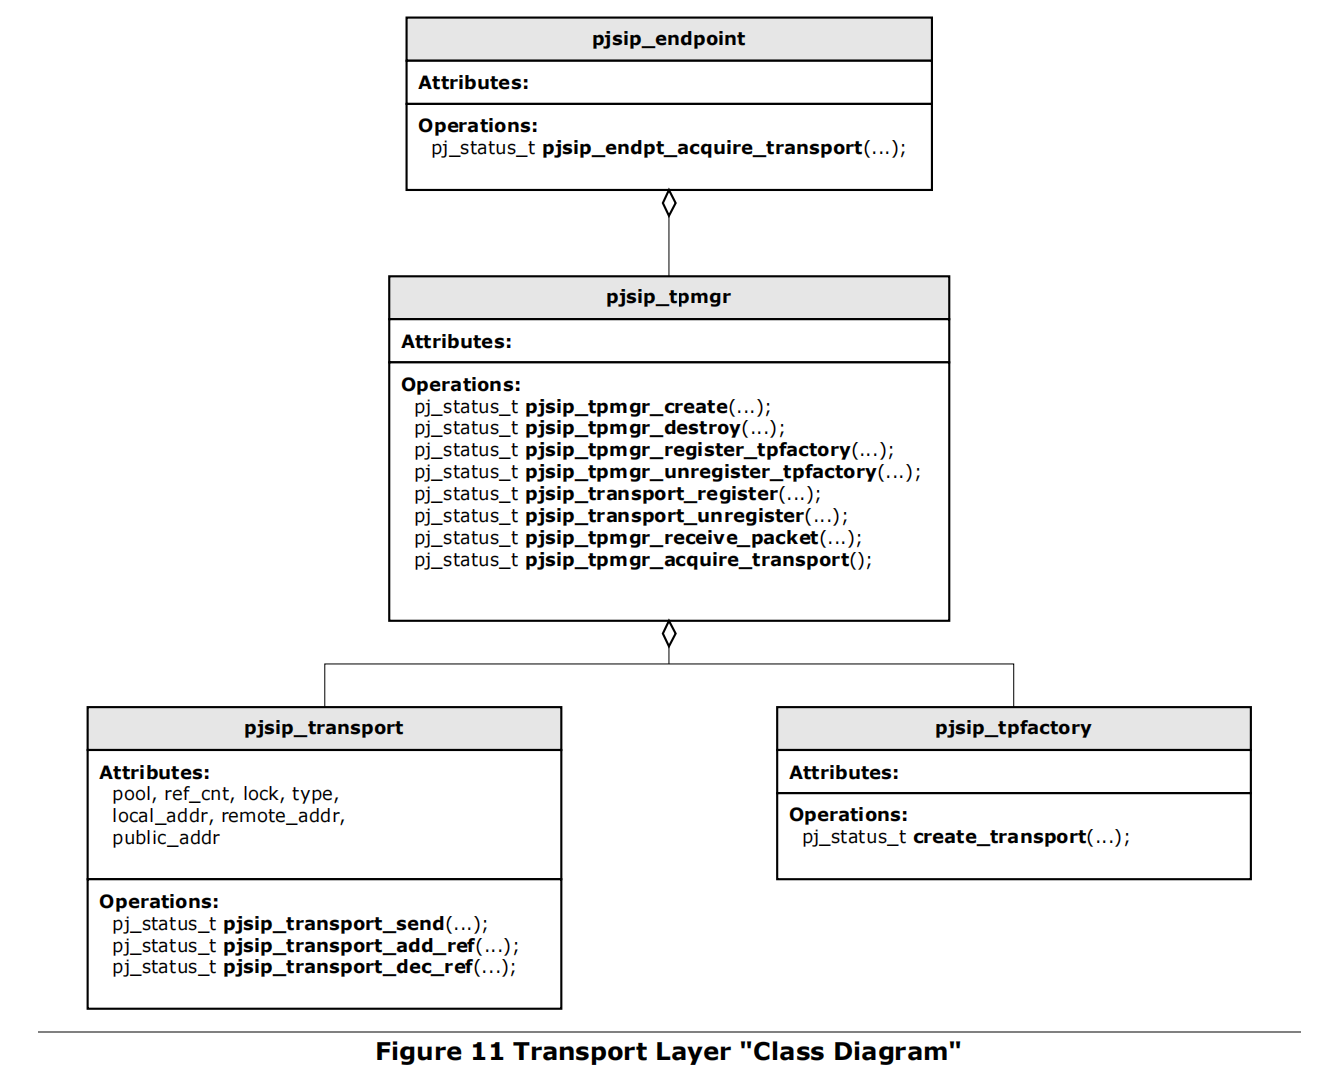 pjsip_endpoint
Attributes:
Operations:
pj_status_t pjsip_endpt_acquire_transport(...);
pjsip_tpmgr
Attributes:
Operations:
pj_status_t pjsip_tpmgr_create(...);
pj_status_t pjsip_tpmgr_destroy(...);
pj_status_t pjsip_tpmgr_register_tpfactory(...);
pj_status_t pjsip_tpmgr_unregister_tpfactory(...);
pj_status_t pjsip_transport_register(...);
pj_status_t pjsip_transport_unregister(...);
pj_status_t pjsip_tpmgr_receive_packet(...);
pj_status_t pjsip_tpmgr_acquire_transport();
pjsip_transport
Attributes:
pool, ref_cnt, lock, type,
local_addr, remote_addr,
public_addr
Operations:
pj_status_t pjsip_transport_send(...);
pj_status_t pjsip_transport_add_ref(...);
pj_status_t pjsip_transport_dec_ref(...);
pjsip_tpfactory
Attributes:
Operations:
pj_status_t create_transport(...);
Figure 11 Transport Layer "Class Diagram"